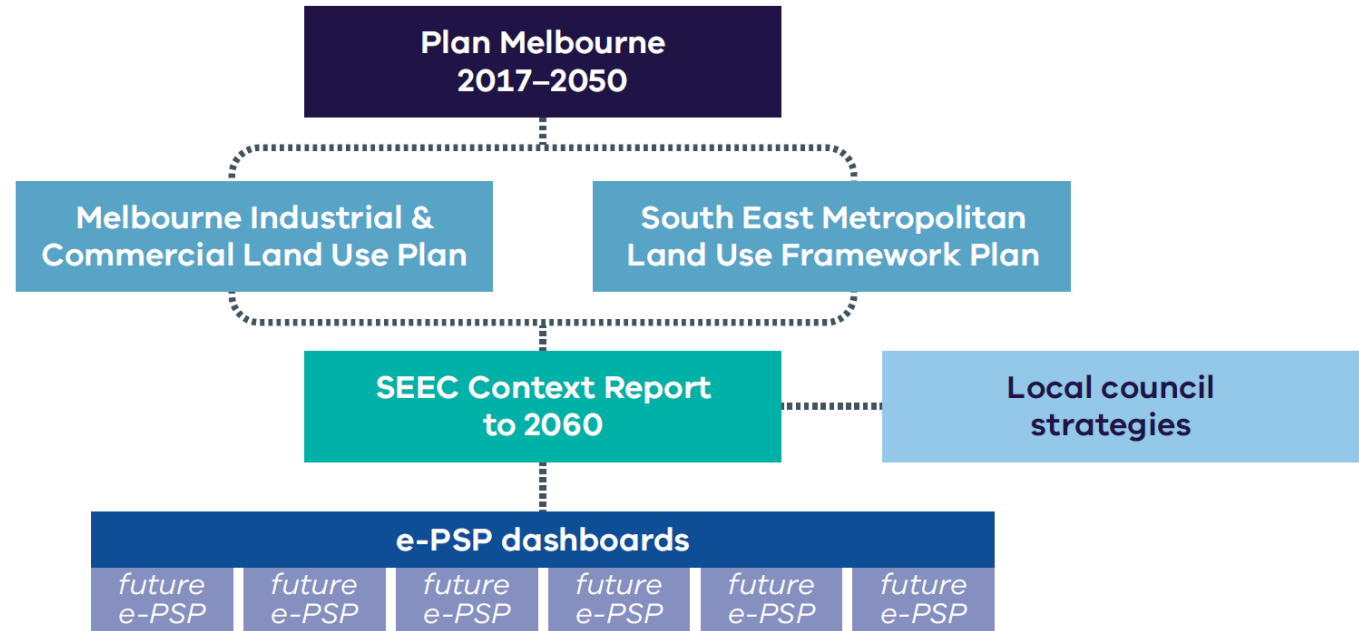 Plan Melbourne
2017–2050
Melbourne Industrial &
Commercial Land Use Plan
South East Metropolitan
Land Use Framework Plan
SEEC Context Report
to 2060
Local council
strategies
e-PSP dashboards
future
e-PSP
future
e-PSP
future
e-PSP
future
e-PSP
future
e-PSP
future
e-PSP